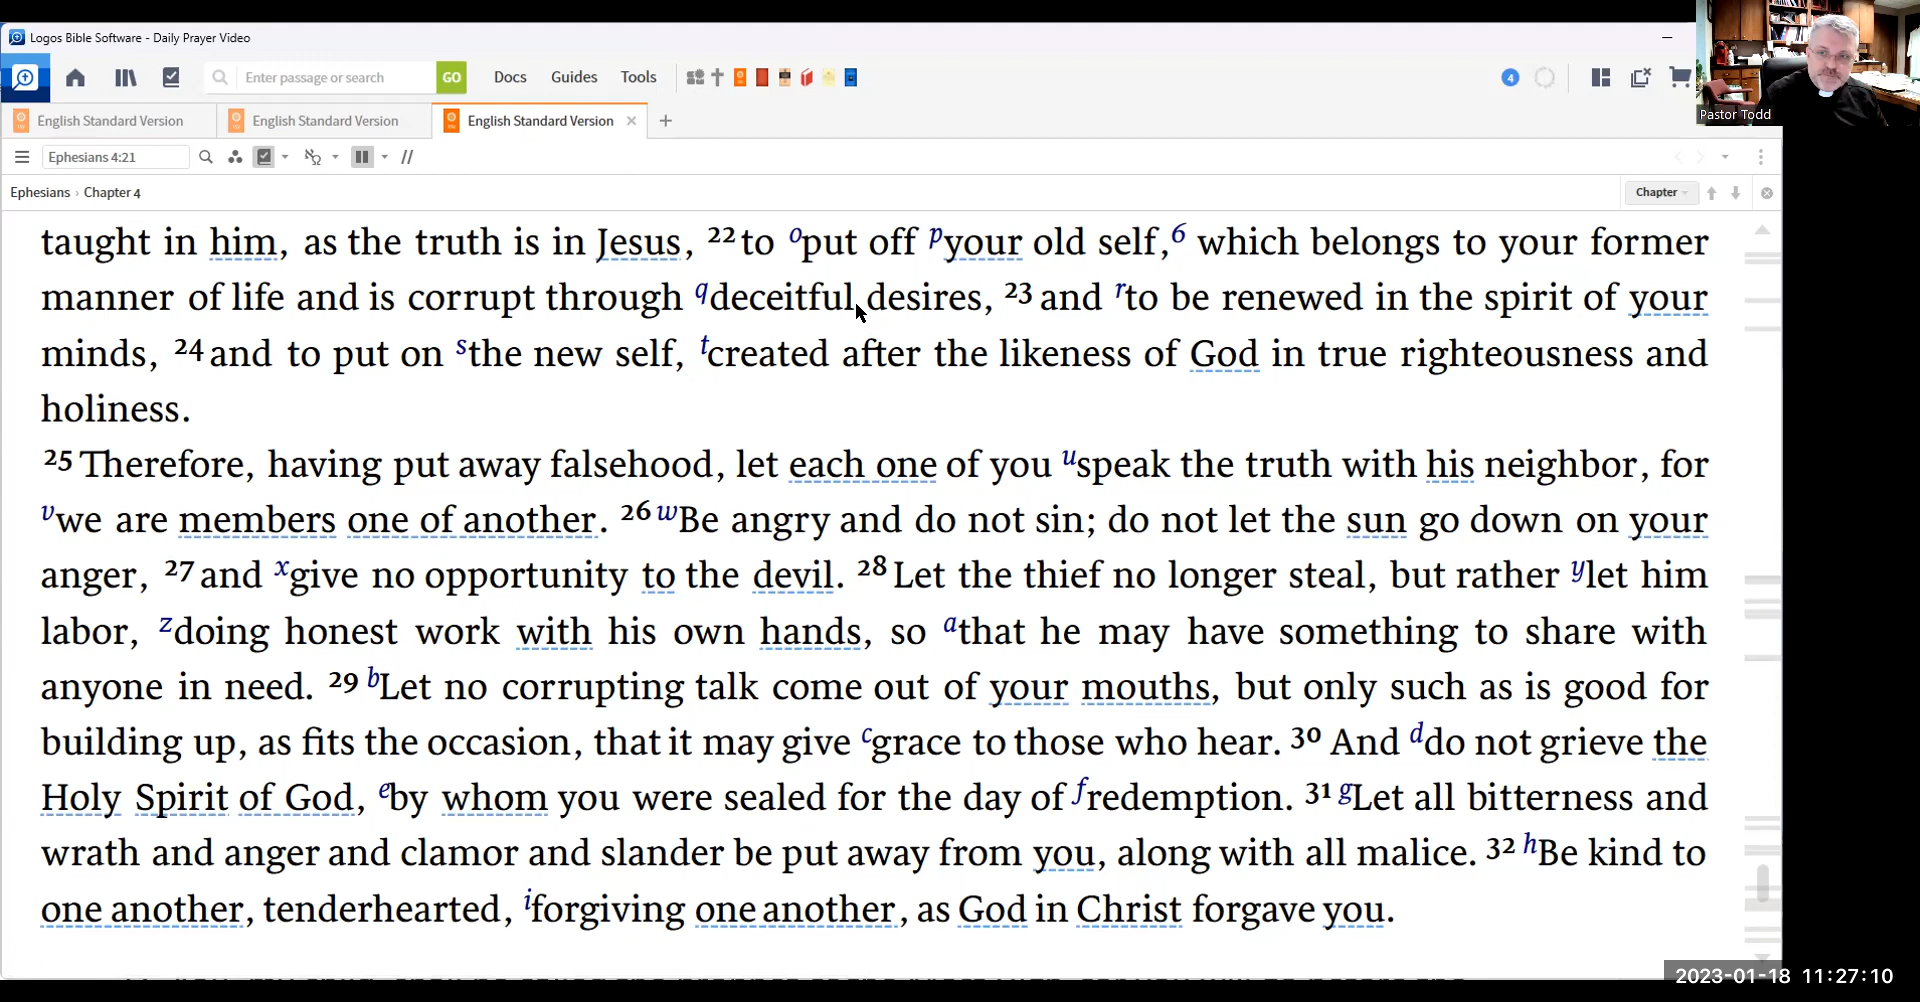 Logos Bible Software - Daily Prayer Video
Enter passage or search GO Docs Guides Tools 4
Pastor Todd
English Standard Version English Standard Version English Standard Version
Ephesians 4:21
Ephesians › Chapter 4 Chapter
taught in him, as the truth is in Jesus, 22 to oput off pyour old self,6 which belongs to your former
manner of life and is corrupt through qdeceitful desires, 23 and rto be renewed in the spirit of your
minds, 24 and to put on sthe new self, tcreated after the likeness of God in true righteousness and
holiness.
25 Therefore, having put away falsehood, let each one of you uspeak the truth with his neighbor, for
vwe are members one of another. 26 wBe angry and do not sin; do not let the sun go down on your
anger, 27 and xgive no opportunity to the devil. 28 Let the thief no longer steal, but rather ylet him
labor, zdoing honest work with his own hands, so athat he may have something to share with
anyone in need. 29 bLet no corrupting talk come out of your mouths, but only such as is good for
building up, as fits the occasion, that it may give cgrace to those who hear. 30 And ddo not grieve the
Holy Spirit of God, eby whom you were sealed for the day of fredemption. 31 gLet all bitterness and
wrath and anger and clamor and slander be put away from you, along with all malice. 32 hBe kind to
one another, tenderhearted, iforgiving one another, as God in Christ forgave you.
2023-01-18 11:27:10